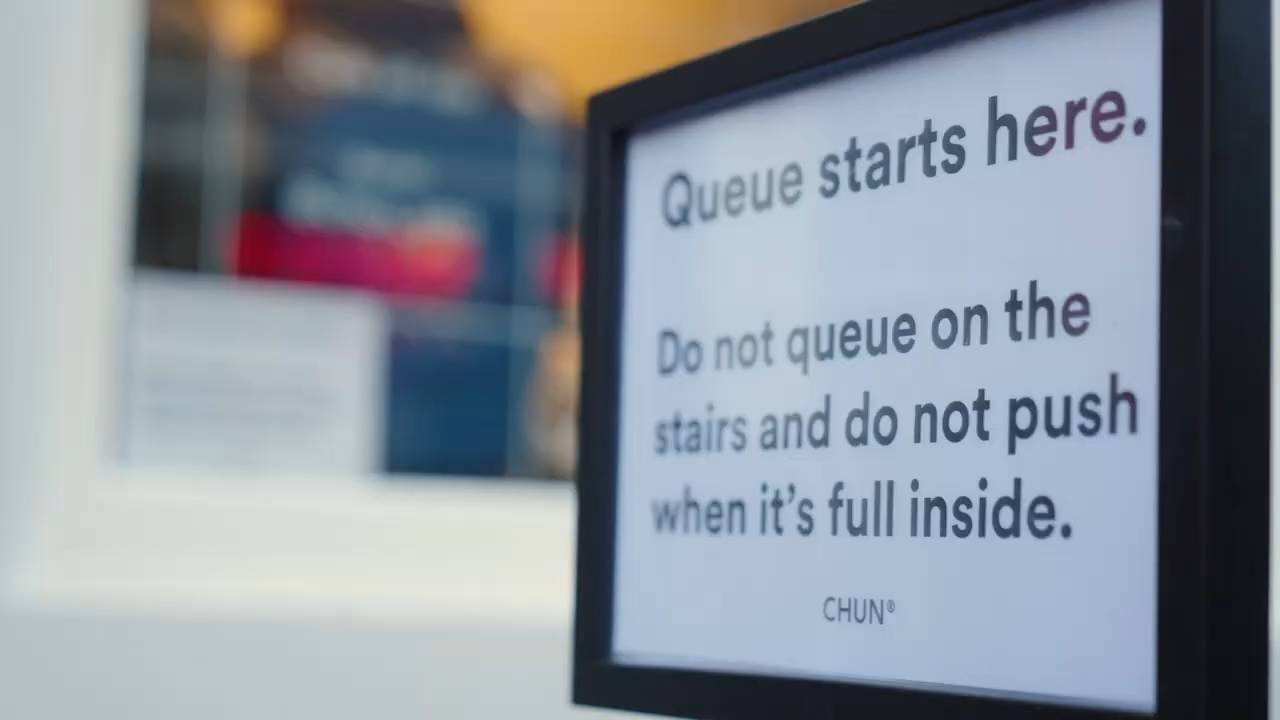 Queue starts here.
Do not queue on the
stairs and do not push
when it's full inside.
CHUN®